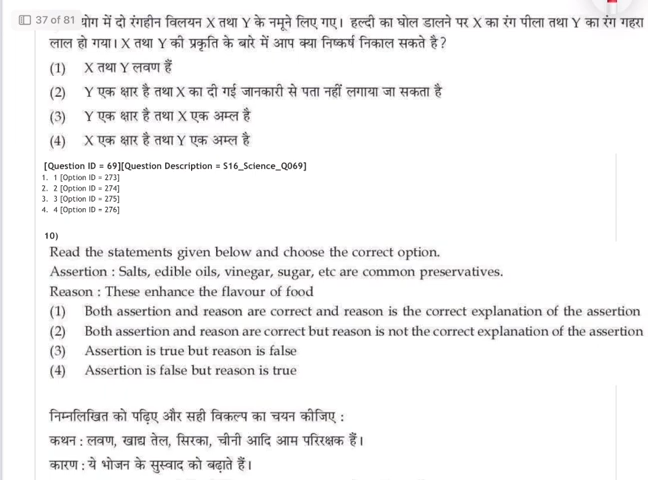 37 of 81
योग में दो रंगहीन विलयन X तथा Y के नमूने लिए गए। हल्दी का घोल डालने पर X का रंग पीला तथा Y का रंग गहरा
लाल हो गया। X तथा Y की प्रकृति के बारे में आप क्या निष्कर्ष निकाल सकते है?
(1) X तथा Y लवण हैं
(2) Y एक क्षार है तथा X का दी गई जानकारी से पता नहीं लगाया जा सकता है
(3) Y एक क्षार है तथा X एक अम्ल है
(4) X एक क्षार है तथा Y एक अम्ल है
[Question ID = 69][Question Description = S16_Science_Q069]
1. 1 [Option ID = 273]
2. 2 [Option ID = 274]
3. 3 [Option ID = 275]
4. 4 [Option ID = 276]
10)
Read the statements given below and choose the correct option.
Assertion : Salts, edible oils, vinegar, sugar, etc are common preservatives.
Reason : These enhance the flavour of food
(1) Both assertion and reason are correct and reason is the correct explanation of the assertion
(2) Both assertion and reason are correct but reason is not the correct explanation of the assertion
(3) Assertion is true but reason is false
(4) Assertion is false but reason is true
निम्नलिखित को पढ़िए और सही विकल्प का चयन कीजिए :
कथन : लवण, खाद्य तेल, सिरका, चीनी आदि आम परिरक्षक हैं।
कारण : ये भोजन के सुस्वाद को बढ़ाते हैं।